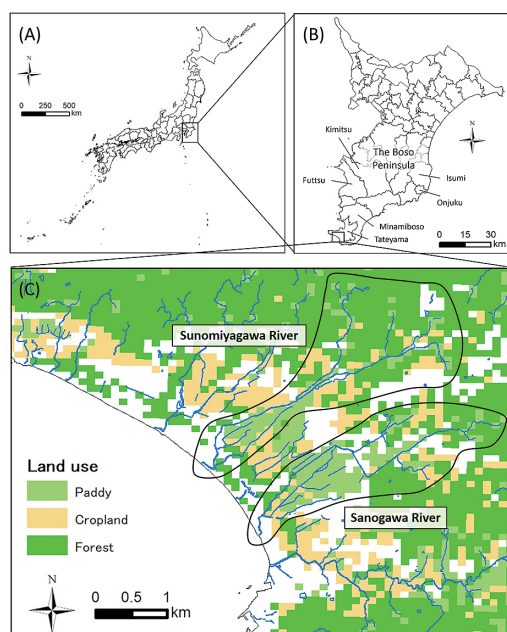 (A)
N
0 250 500
km
(B)
N
Kimitsu
The Boso
Peninsula
Futtsu
Isumi
Onjuku
Minamiboso
Tateyama
0 15 30
km
(C)
Sunomiyagawa River
Land use
Paddy
Cropland
Forest
Sanogawa River
N
0 0.5 1
km